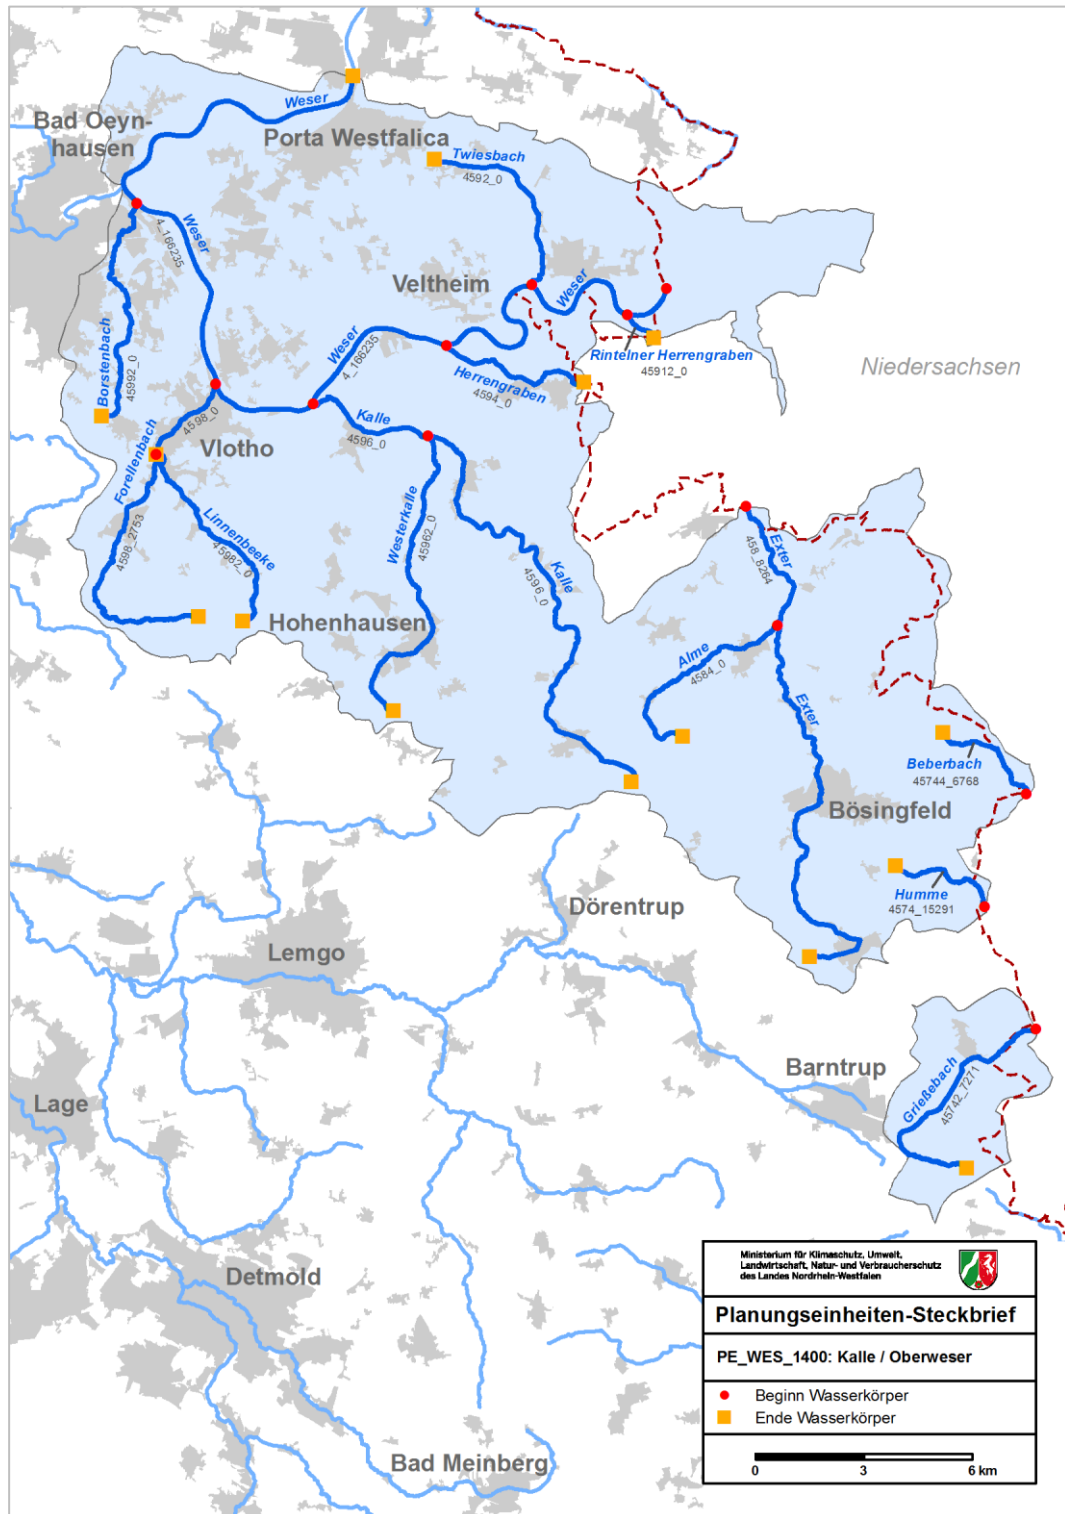 Weser
Bad Oeyn-
hausen
Porta Westfalica
Twiesbach
4592_0
Weser
4_166235
Veltheim
Weser
Rintelner Herrengraben
45912_0
Niedersachsen
Weser
4_166235
Herrengraben
4594_0
Borstenbach
45992_0
4598_0
Kalle
4596_0
Vlotho
Forellenbach
4598_2753
Linnenbeeke
45982_0
Westerkalle
45962_0
Kalle
4596_0
Exter
458_8264
Hohenhausen
Alme
4584_0
Exter
Beberbach
45744_6768
Bösingfeld
Humme
4574_15291
Dörentrup
Lemgo
Barntrup
Grießebach
45742_7271
Lage
Detmold
Bad Meinberg
Ministerium für Klimaschutz, Umwelt,
Landwirtschaft, Natur- und Verbraucherschutz
des Landes Nordrhein-Westfalen
Planungseinheiten-Steckbrief
PE_WES_1400: Kalle / Oberweser
Beginn Wasserkörper
Ende Wasserkörper
0 3 6 km